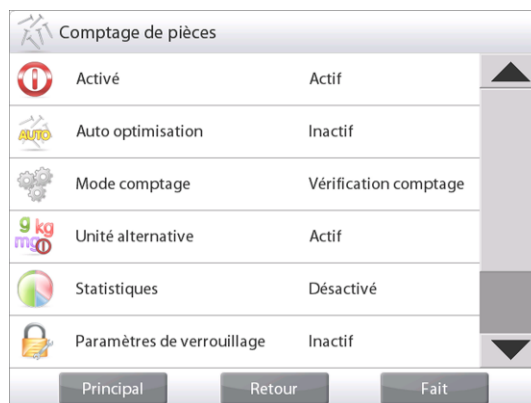 Comptage de pièces
Activé Actif
AUTO Auto optimisation Inactif
Mode comptage Vérification comptage
g kg mg Unité alternative Actif
Statistiques Désactivé
Paramètres de verrouillage Inactif
Principal Retour Fait